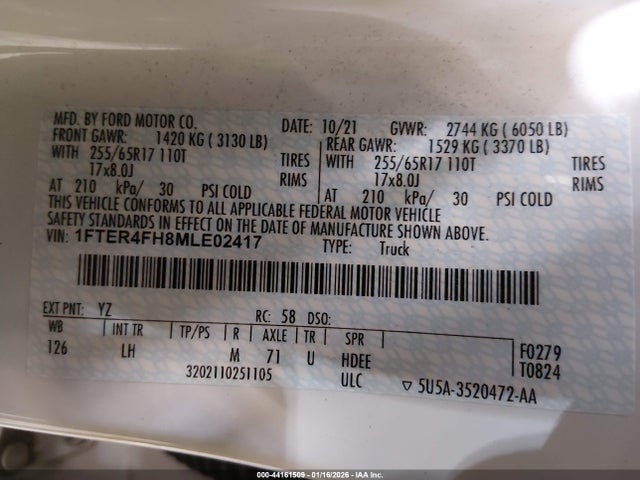 MFD. BY FORD MOTOR CO.
DATE: 10/21 GVWR: 2744 KG ( 6050 LB)
FRONT GAWR: 1420 KG ( 3130 LB)
WITH 255/65R17 110T TIRES
17x8.0J RIMS
AT 210 kPa/ 30 PSI COLD
REAR GAWR: 1529 KG ( 3370 LB)
WITH 255/65R17 110T TIRES
17x8.0J RIMS
AT 210 kPa/ 30 PSI COLD
THIS VEHICLE CONFORMS TO ALL APPLICABLE FEDERAL MOTOR VEHICLE
SAFETY STANDARDS IN EFFECT ON THE DATE OF MANUFACTURE SHOWN ABOVE.
VIN: 1FTER4FH8MLE02417 TYPE: Truck
EXT PNT: YZ RC: 58 DSO:
WB INT TR TP/PS R AXLE TR SPR
126 LH M 71 U HDEE
3202110251105 ULC
F0279
T0824
▽ 5U5A-3520472-AA
000-44161509 - 01/16/2026 - IAA Inc.